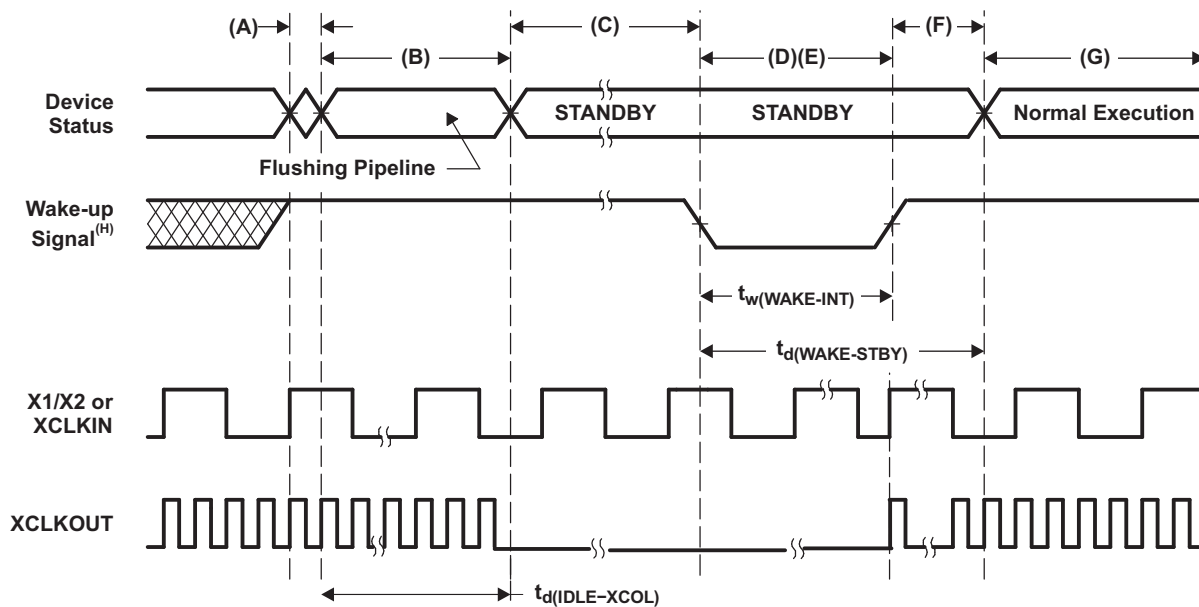 (A)
(C)
(F)
(B)
(D)(E)
(G)
Device
Status
STANDBY
STANDBY
Normal Execution
Flushing Pipeline
Wake-up
Signal(H)
tw(WAKE-INT)
td(WAKE-STBY)
X1/X2 or
XCLKIN
XCLKOUT
td(IDLE−XCOL)